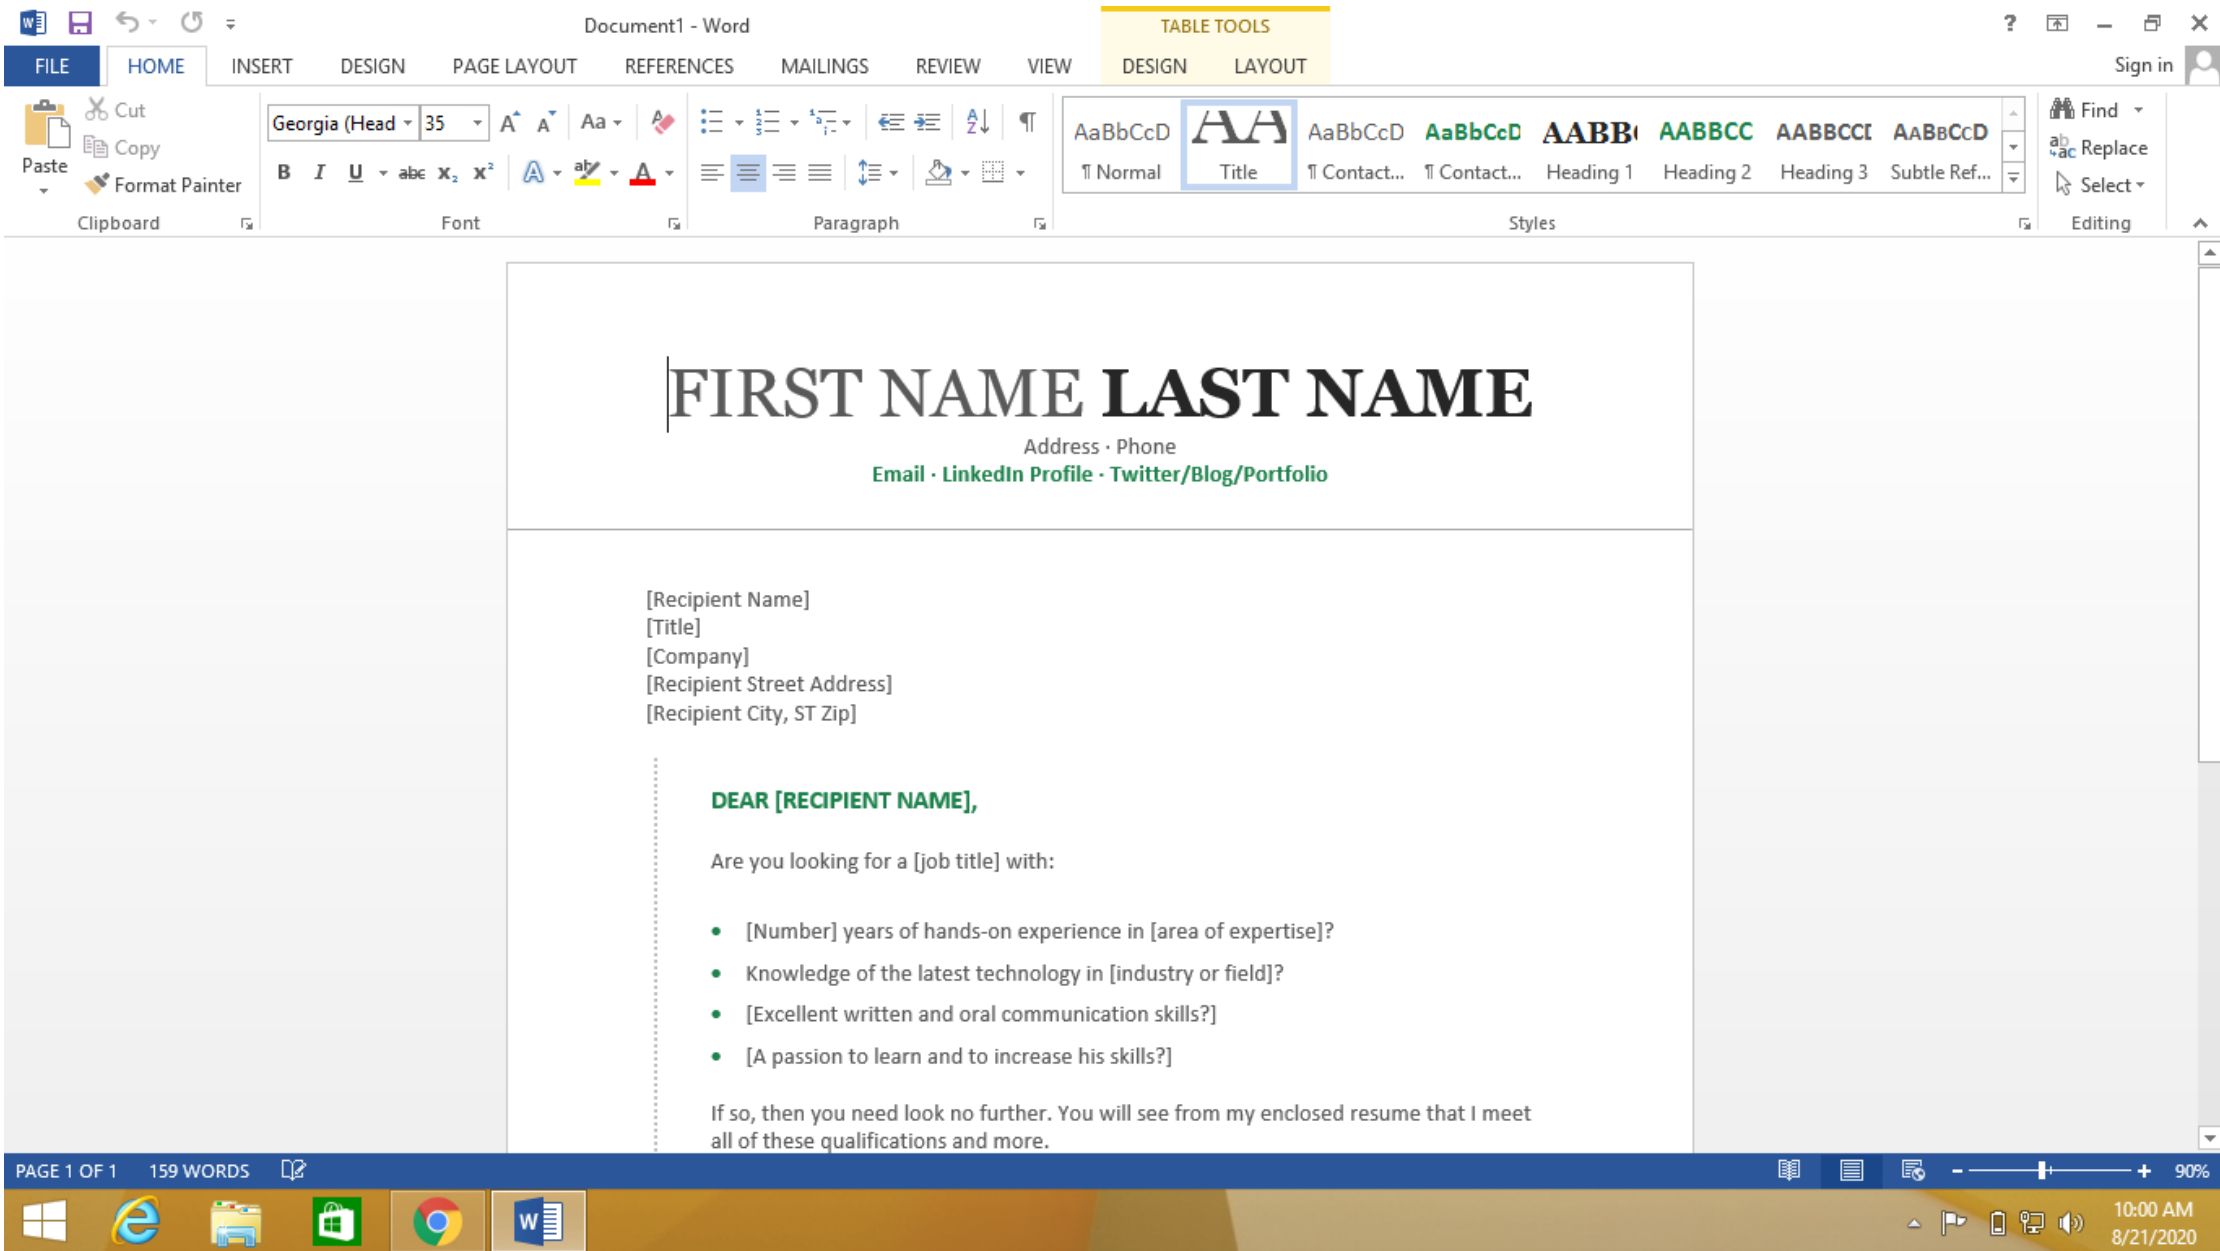 Document1 - Word
TABLE TOOLS
?
FILE HOME INSERT DESIGN PAGE LAYOUT REFERENCES MAILINGS REVIEW VIEW DESIGN LAYOUT Sign in
Paste
Cut
Copy
Format Painter
Clipboard
Georgia (Head 35 A A Aa
B I U abc x₂ x² A aby A
Font
Paragraph
AaBbCcD ¶ Normal
AA Title
AaBbCcD ¶ Contact...
AaBbCcD ¶ Contact...
AABB Heading 1
AABBCC Heading 2
AABBCCD Heading 3
AaBbCcD Subtle Ref...
Styles
Find
Replace
Select
Editing
FIRST NAME LAST NAME
Address · Phone
Email · LinkedIn Profile · Twitter/Blog/Portfolio
[Recipient Name]
[Title]
[Company]
[Recipient Street Address]
[Recipient City, ST Zip]
DEAR [RECIPIENT NAME],
Are you looking for a [job title] with:
• [Number] years of hands-on experience in [area of expertise]?
• Knowledge of the latest technology in [industry or field]?
• [Excellent written and oral communication skills?]
• [A passion to learn and to increase his skills?]
If so, then you need look no further. You will see from my enclosed resume that I meet
all of these qualifications and more.
PAGE 1 OF 1 159 WORDS 90%
10:00 AM
8/21/2020